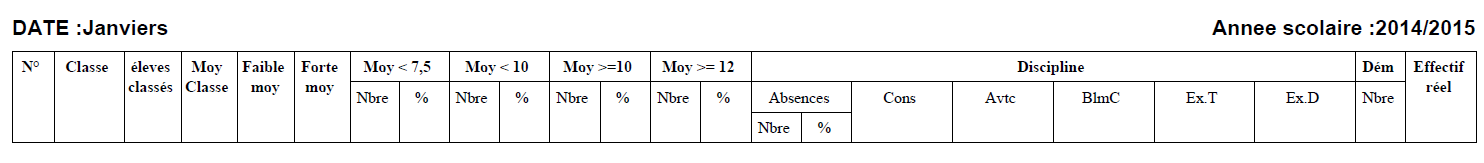 DATE :Janviers Annee scolaire :2014/2015
N° Classe éleves classés Moy Classe Faible moy Forte moy Moy < 7,5 Moy < 10 Moy >=10 Moy >= 12 Discipline Dém Effectif réel
Nbre % Nbre % Nbre % Nbre % Absences Cons Avtc BlmC Ex.T Ex.D Nbre
Nbre %